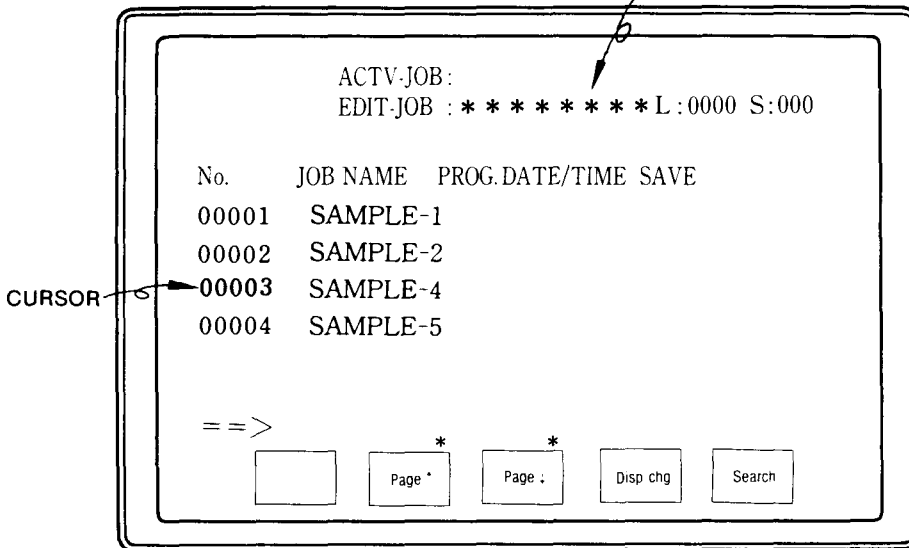 ACTV-JOB:
EDIT-JOB : * * * * * * * * L:0000 S:000
No. JOB NAME PROG.DATE/TIME SAVE
00001 SAMPLE-1
00002 SAMPLE-2
CURSOR 00003 SAMPLE-4
00004 SAMPLE-5
==>
* *
Page ↑ Page ↓ Disp chg Search